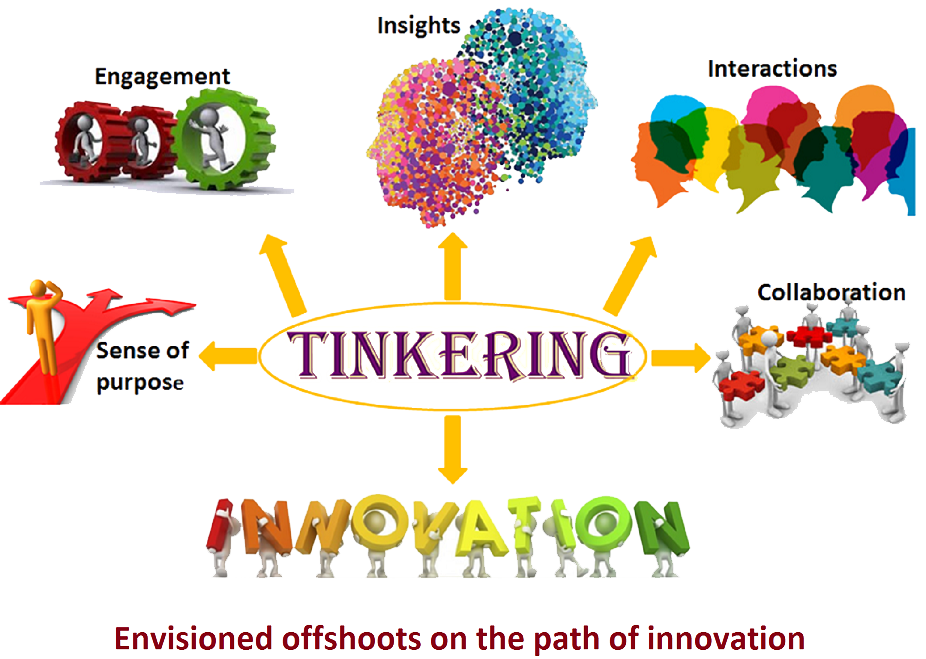 Insights
Engagement
Interactions
Collaboration
TINKERING
Sense of
purpose
INNOVATION
Envisioned offshoots on the path of innovation